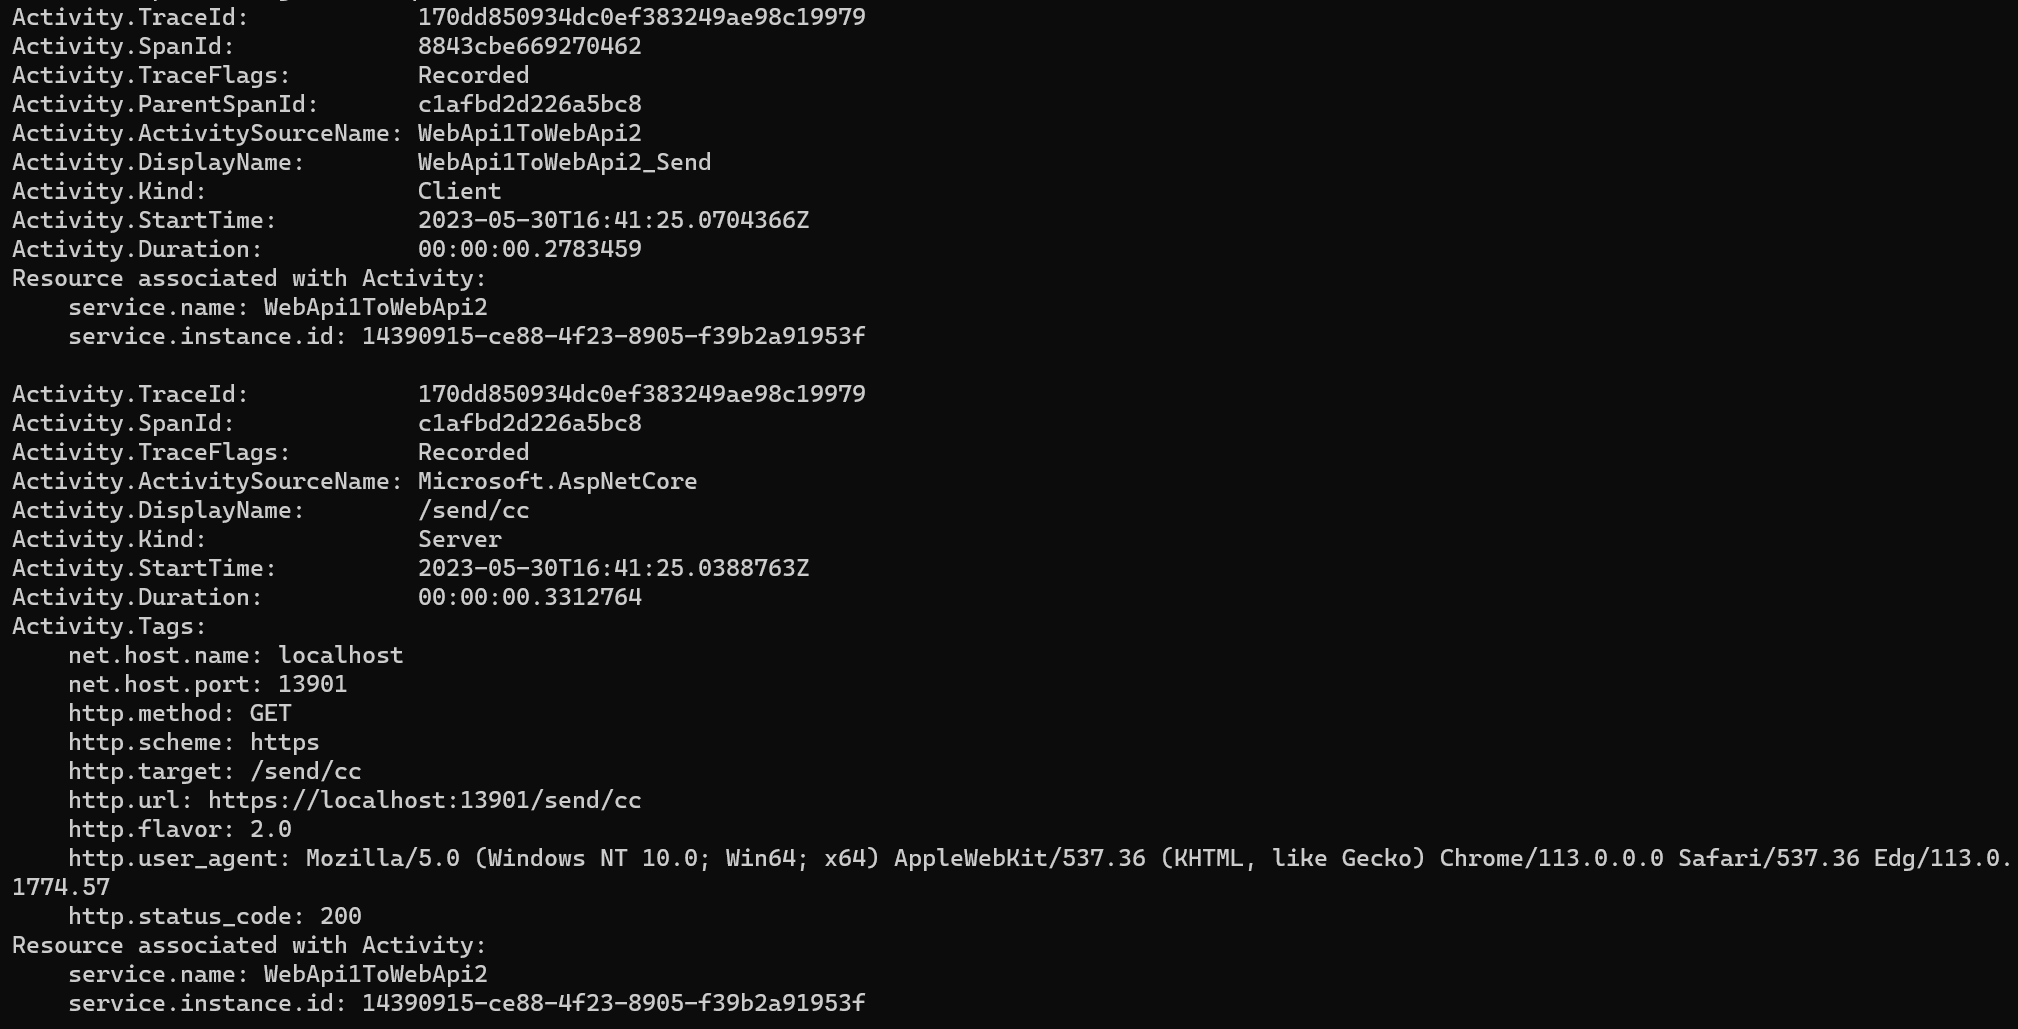 Activity.TraceId:            170dd850934dc0ef383249ae98c19979
Activity.SpanId:             8843cbe669270462
Activity.TraceFlags:         Recorded
Activity.ParentSpanId:       c1afbd2d226a5bc8
Activity.ActivitySourceName: WebApi1ToWebApi2
Activity.DisplayName:        WebApi1ToWebApi2_Send
Activity.Kind:               Client
Activity.StartTime:          2023-05-30T16:41:25.0704366Z
Activity.Duration:           00:00:00.2783459
Resource associated with Activity:
    service.name: WebApi1ToWebApi2
    service.instance.id: 14390915-ce88-4f23-8905-f39b2a91953f

Activity.TraceId:            170dd850934dc0ef383249ae98c19979
Activity.SpanId:             c1afbd2d226a5bc8
Activity.TraceFlags:         Recorded
Activity.ActivitySourceName: Microsoft.AspNetCore
Activity.DisplayName:        /send/cc
Activity.Kind:               Server
Activity.StartTime:          2023-05-30T16:41:25.0388763Z
Activity.Duration:           00:00:00.3312764
Activity.Tags:
    net.host.name: localhost
    net.host.port: 13901
    http.method: GET
    http.scheme: https
    http.target: /send/cc
    http.url: https://localhost:13901/send/cc
    http.flavor: 2.0
    http.user_agent: Mozilla/5.0 (Windows NT 10.0; Win64; x64) AppleWebKit/537.36 (KHTML, like Gecko) Chrome/113.0.0.0 Safari/537.36 Edg/113.0.
1774.57
    http.status_code: 200
Resource associated with Activity:
    service.name: WebApi1ToWebApi2
    service.instance.id: 14390915-ce88-4f23-8905-f39b2a91953f